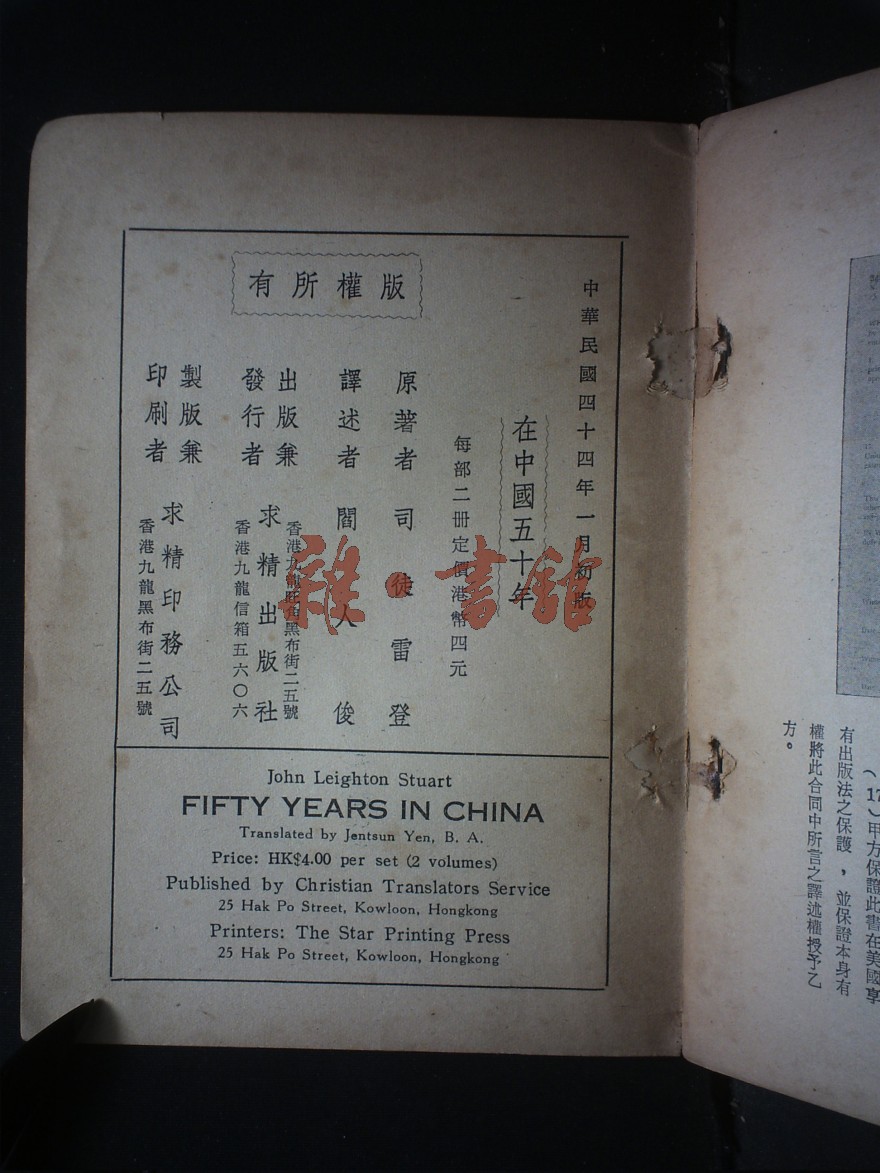 中華民國四十四年一月初版
在中國五十年
每部二冊定價港幣四元
版權所有
原著者 司徒雷登
譯述者 閻人俊
出版兼發行者 求精出版社
香港九龍旺角黑布街二五號
香港九龍信箱五六〇六
製版兼印刷者 求精印務公司
香港九龍黑布街二五號
雜·書館
John Leighton Stuart
FIFTY YEARS IN CHINA
Translated by Jentsun Yen, B. A.
Price: HK$4.00 per set (2 volumes)
Published by Christian Translators Service
25 Hak Po Street, Kowloon, Hongkong
Printers: The Star Printing Press
25 Hak Po Street, Kowloon, Hongkong
(17)甲方保證此書在美國享
有出版法之保護，並保證本身有
權將此合同中所言之譯述權授予乙
方。